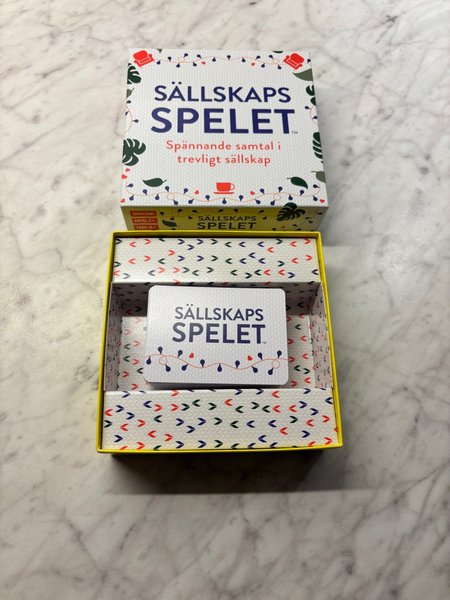 SÄLLSKAPS
SPELET
Spännande samtal i
trevligt sällskap
SÄLLSKAPS
SPELET
SÄLLSKAPS
SPELET